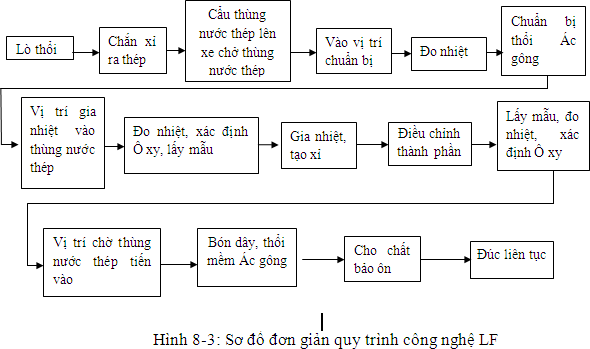 Lò thổi
Chắn xỉ
ra thép
Cẩu thùng
nước thép lên
xe chở thùng
nước thép
Vào vị trí
chuẩn bị
Đo nhiệt
Chuẩn bị
thổi Ác
gông
Vị trí gia
nhiệt vào
thùng nước
thép
Đo nhiệt, xác định
Ô xy, lấy mẫu
Gia nhiệt,
tạo xỉ
Điều chỉnh
thành phần
Lấy mẫu, đo
nhiệt, xác
định Ô xy
Vị trí chờ thùng
nước thép tiến
vào
Bón dây, thổi
mềm Ác gông
Cho chất
bảo ôn
Đúc liên tục
Hình 8-3: Sơ đồ đơn giản quy trình công nghệ LF